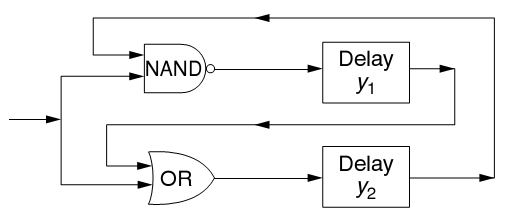 NAND
Delay
y₁
OR
Delay
y₂